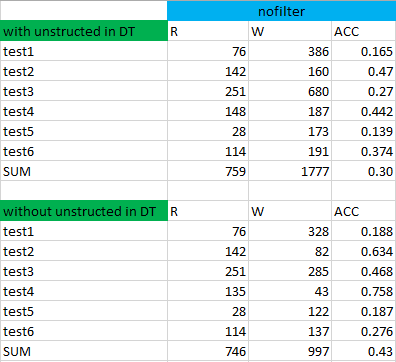 nofilter
with unstructed in DT R W ACC
test1 76 386 0.165
test2 142 160 0.47
test3 251 680 0.27
test4 148 187 0.442
test5 28 173 0.139
test6 114 191 0.374
SUM 759 1777 0.30
without unstructed in DT R W ACC
test1 76 328 0.188
test2 142 82 0.634
test3 251 285 0.468
test4 135 43 0.758
test5 28 122 0.187
test6 114 137 0.276
SUM 746 997 0.43